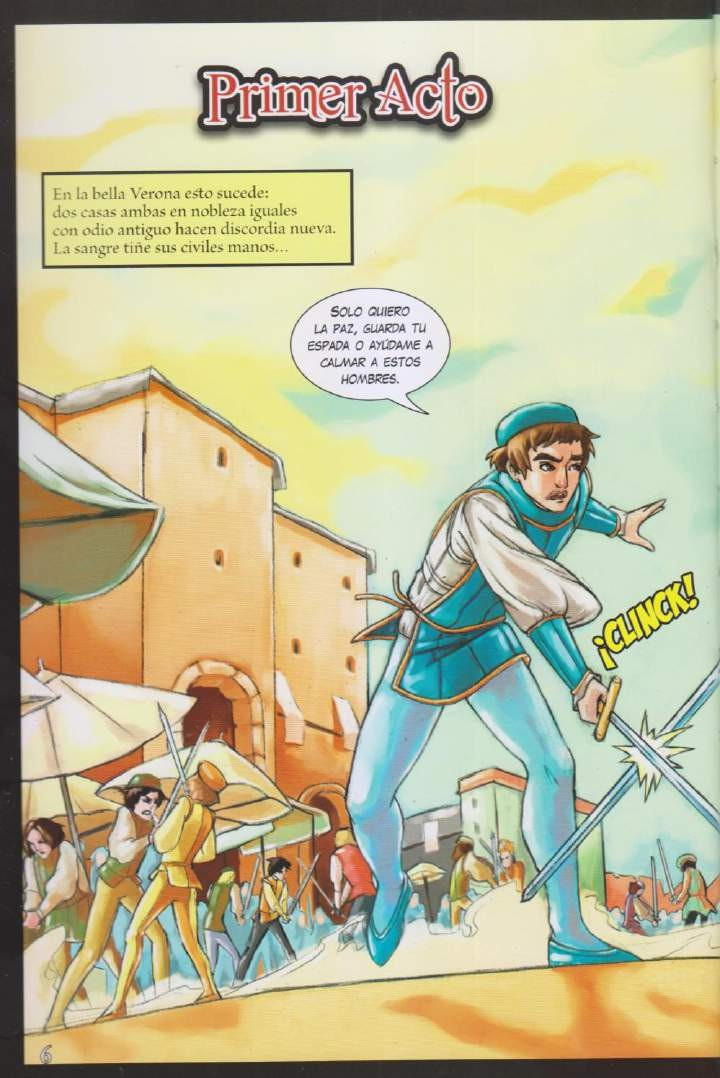 Primer Acto
En la bella Verona esto sucede:
dos casas ambas en nobleza iguales
con odio antiguo hacen discordia nueva.
La sangre tiñe sus civiles manos...
SOLO QUIERO
LA PAZ, GUARDA TU
ESPADA O AYÚDAME A
CALMAR A ESTOS
HOMBRES.
¡CLINCK!
6